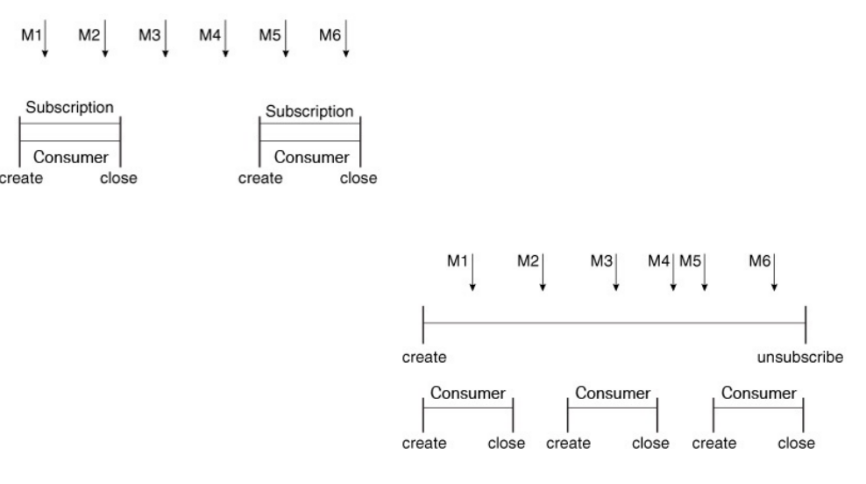 M1 M2 M3 M4 M5 M6
Subscription Subscription
Consumer Consumer
create close create close
M1 M2 M3 M4 M5 M6
create unsubscribe
Consumer Consumer Consumer
create close create close create close